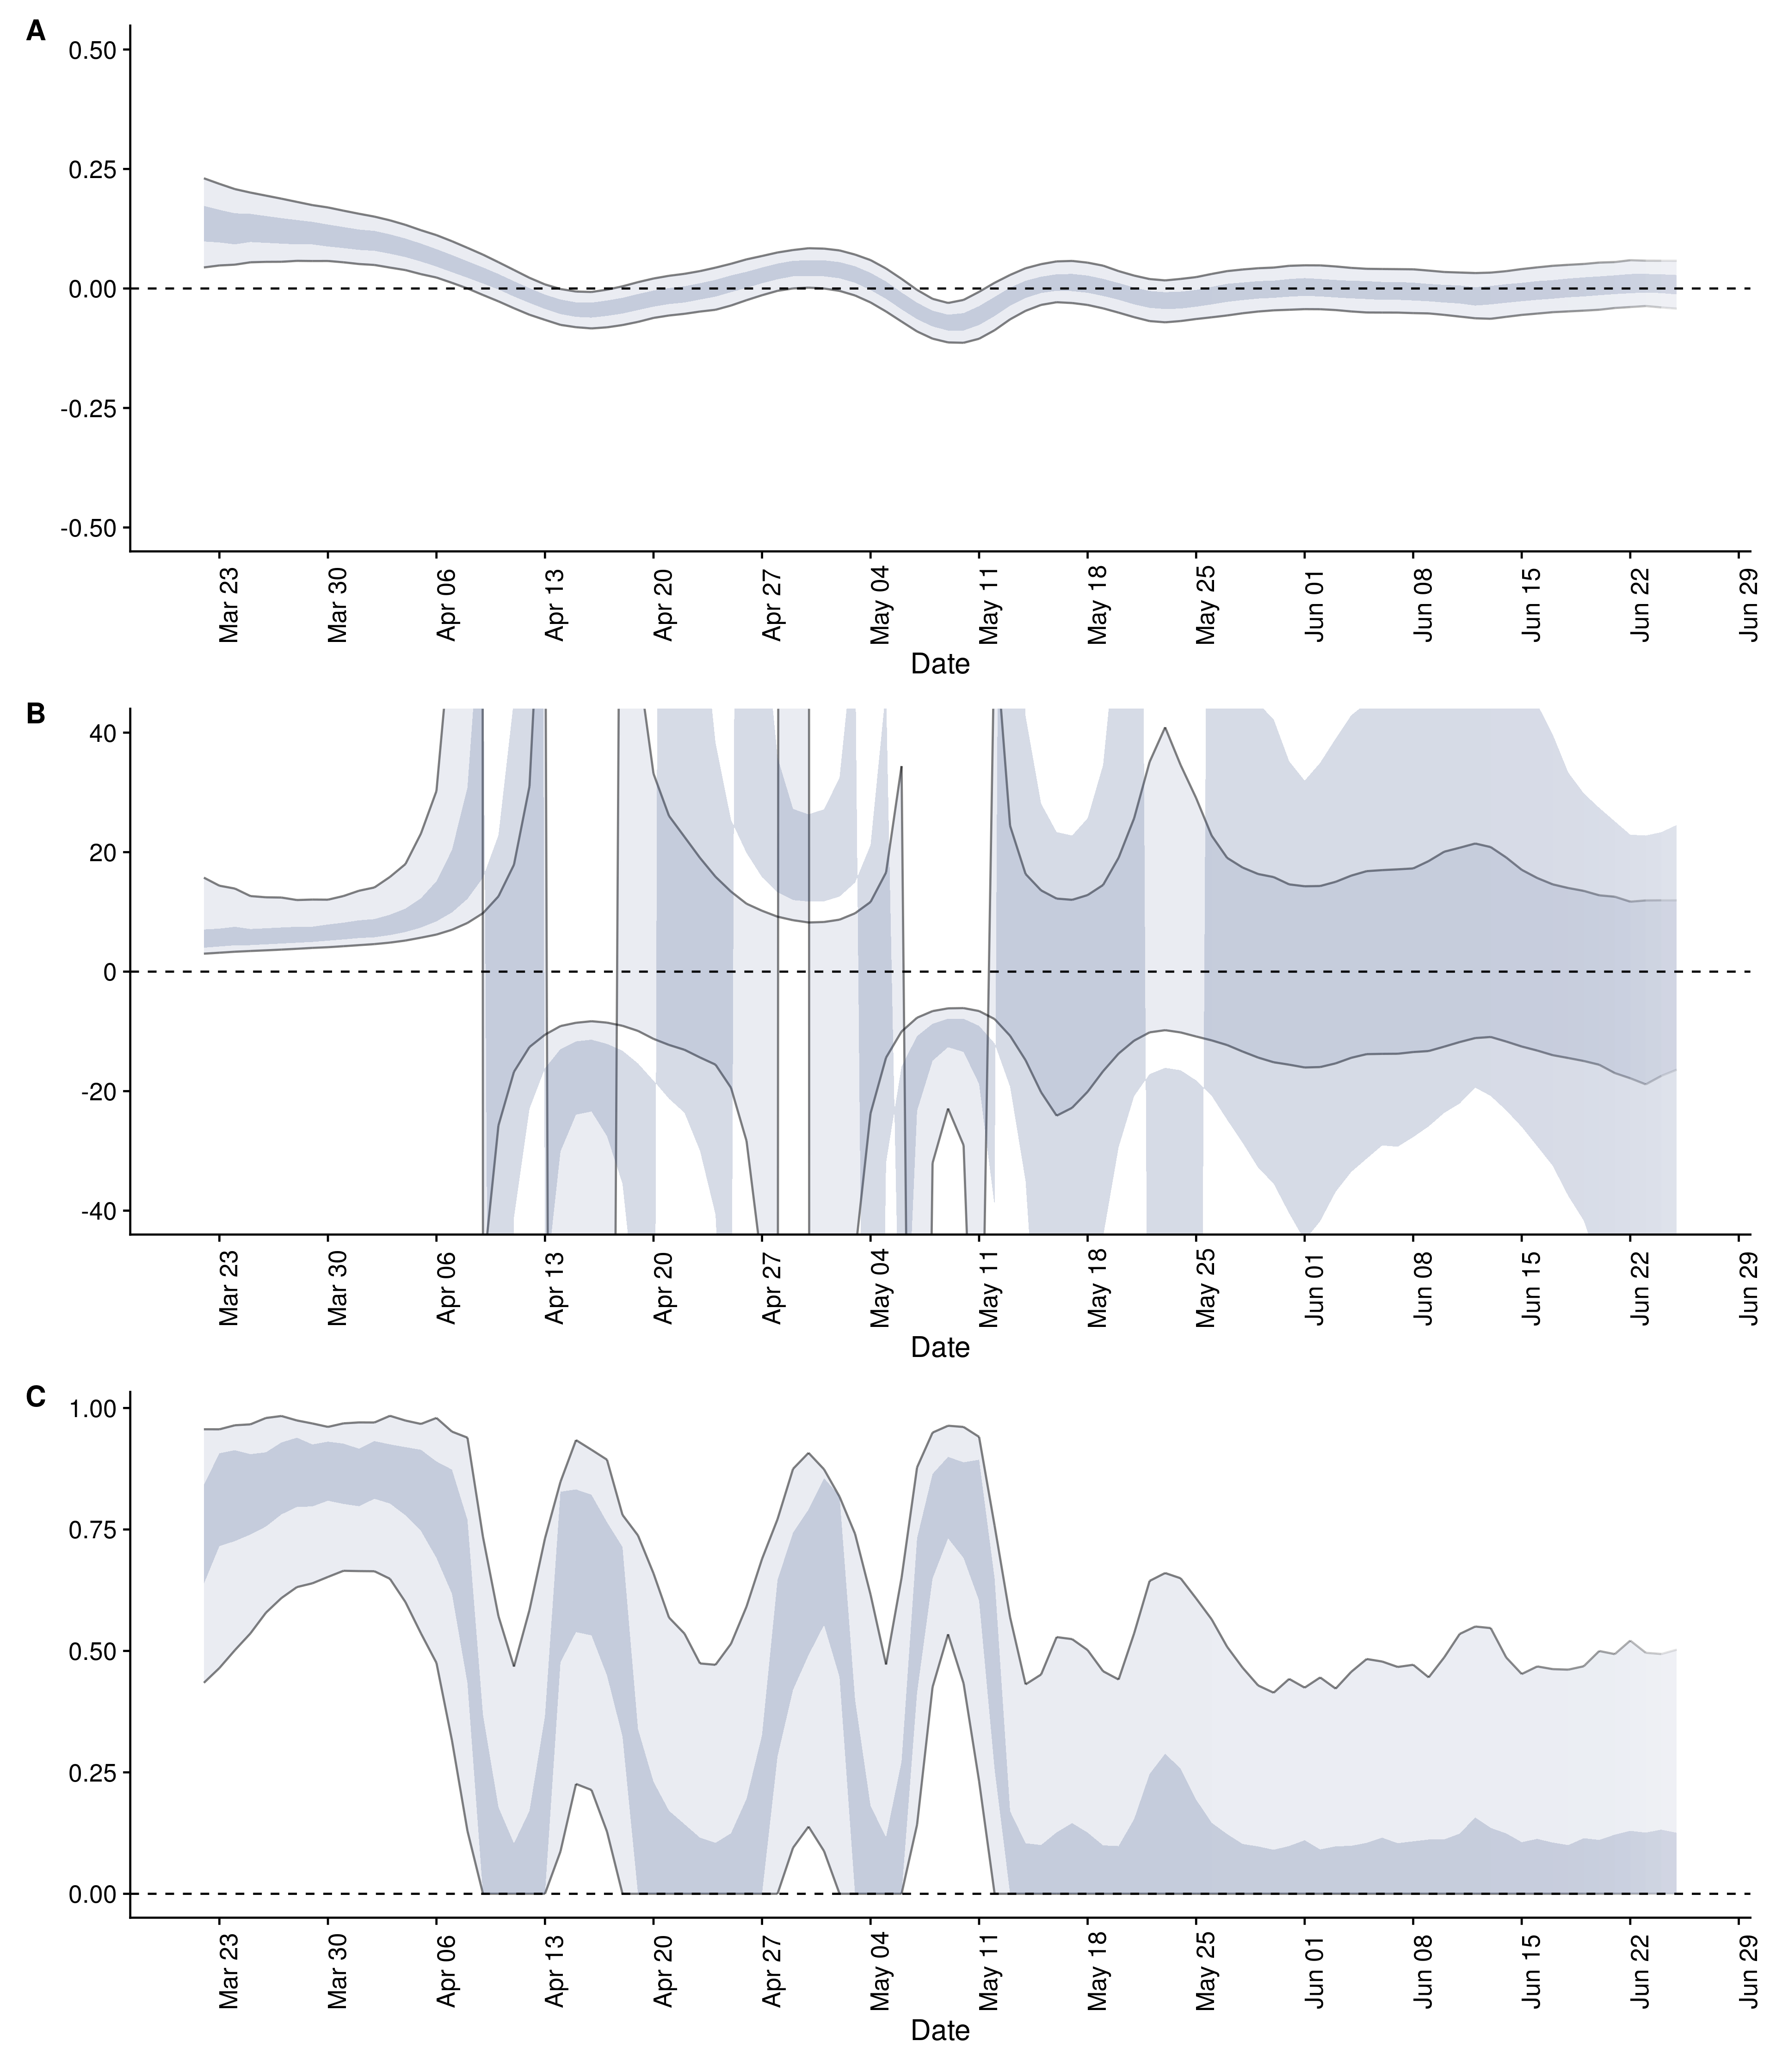 A
0.50
0.25
0.00
-0.25
-0.50
Mar 23
Mar 30
Apr 06
Apr 13
Apr 20
Apr 27
May 04
May 11
May 18
May 25
Jun 01
Jun 08
Jun 15
Jun 22
Jun 29
Date
B
40
20
0
-20
-40
Mar 23
Mar 30
Apr 06
Apr 13
Apr 20
Apr 27
May 04
May 11
May 18
May 25
Jun 01
Jun 08
Jun 15
Jun 22
Jun 29
Date
C
1.00
0.75
0.50
0.25
0.00
Mar 23
Mar 30
Apr 06
Apr 13
Apr 20
Apr 27
May 04
May 11
May 18
May 25
Jun 01
Jun 08
Jun 15
Jun 22
Jun 29
Date